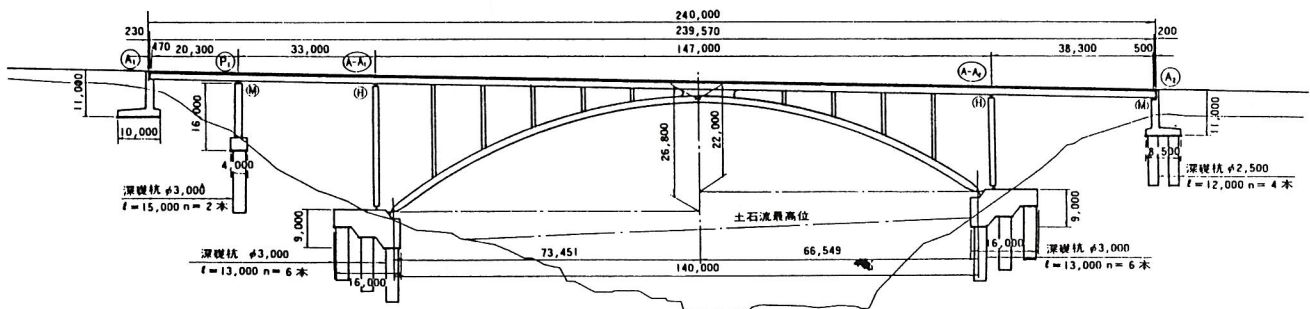 240,000
230 239,570 200
470 20,300 33,000 147,000 38,300 500
A₁ P₁ A-A₁ A-A₂ A₂
(M) (H) (H) (M)
11,000 16,000 26,800 22,000 11,000
10,000 4,000 8,500
深礎杭 φ3,000
ℓ=15,000 n=2本
深礎杭 φ2,500
ℓ=12,000 n=4本
土石流最高位
9,000 9,000
73,451 66,549
140,000
16,000 16,000
深礎杭 φ3,000
ℓ=13,000 n=6本
深礎杭 φ3,000
ℓ=13,000 n=6本